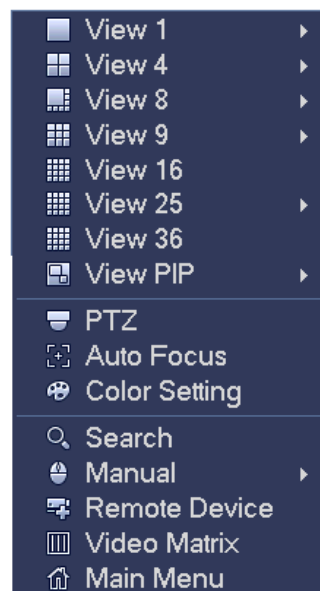 View 1
View 4
View 8
View 9
View 16
View 25
View 36
View PIP
PTZ
Auto Focus
Color Setting
Search
Manual
Remote Device
Video Matrix
Main Menu